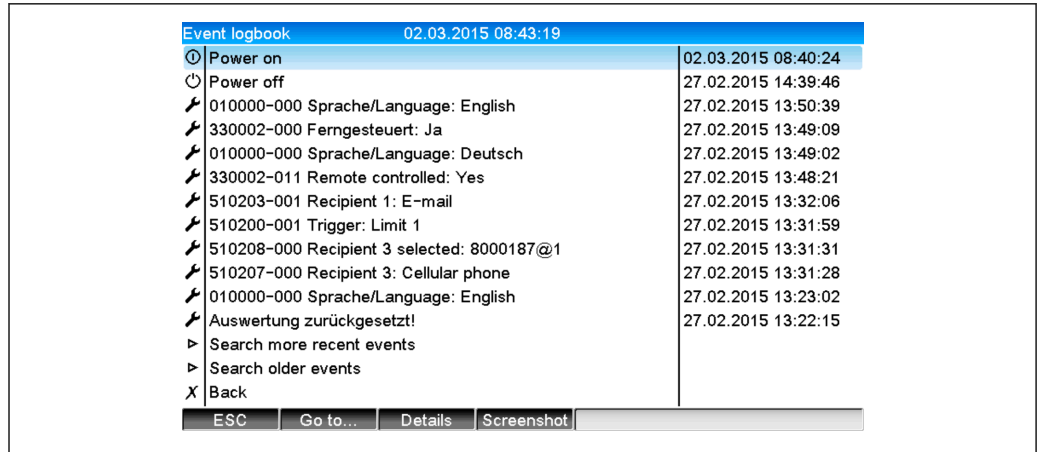 Event logbook 02.03.2015 08:43:19
Power on 02.03.2015 08:40:24
Power off 27.02.2015 14:39:46
010000-000 Sprache/Language: English 27.02.2015 13:50:39
330002-000 Ferngesteuert: Ja 27.02.2015 13:49:09
010000-000 Sprache/Language: Deutsch 27.02.2015 13:49:02
330002-011 Remote controlled: Yes 27.02.2015 13:48:21
510203-001 Recipient 1: E-mail 27.02.2015 13:32:06
510200-001 Trigger: Limit 1 27.02.2015 13:31:59
510208-000 Recipient 3 selected: 8000187@1 27.02.2015 13:31:31
510207-000 Recipient 3: Cellular phone 27.02.2015 13:31:28
010000-000 Sprache/Language: English 27.02.2015 13:23:02
Auswertung zurückgesetzt! 27.02.2015 13:22:15
Search more recent events
Search older events
X Back
ESC Go to... Details Screenshot